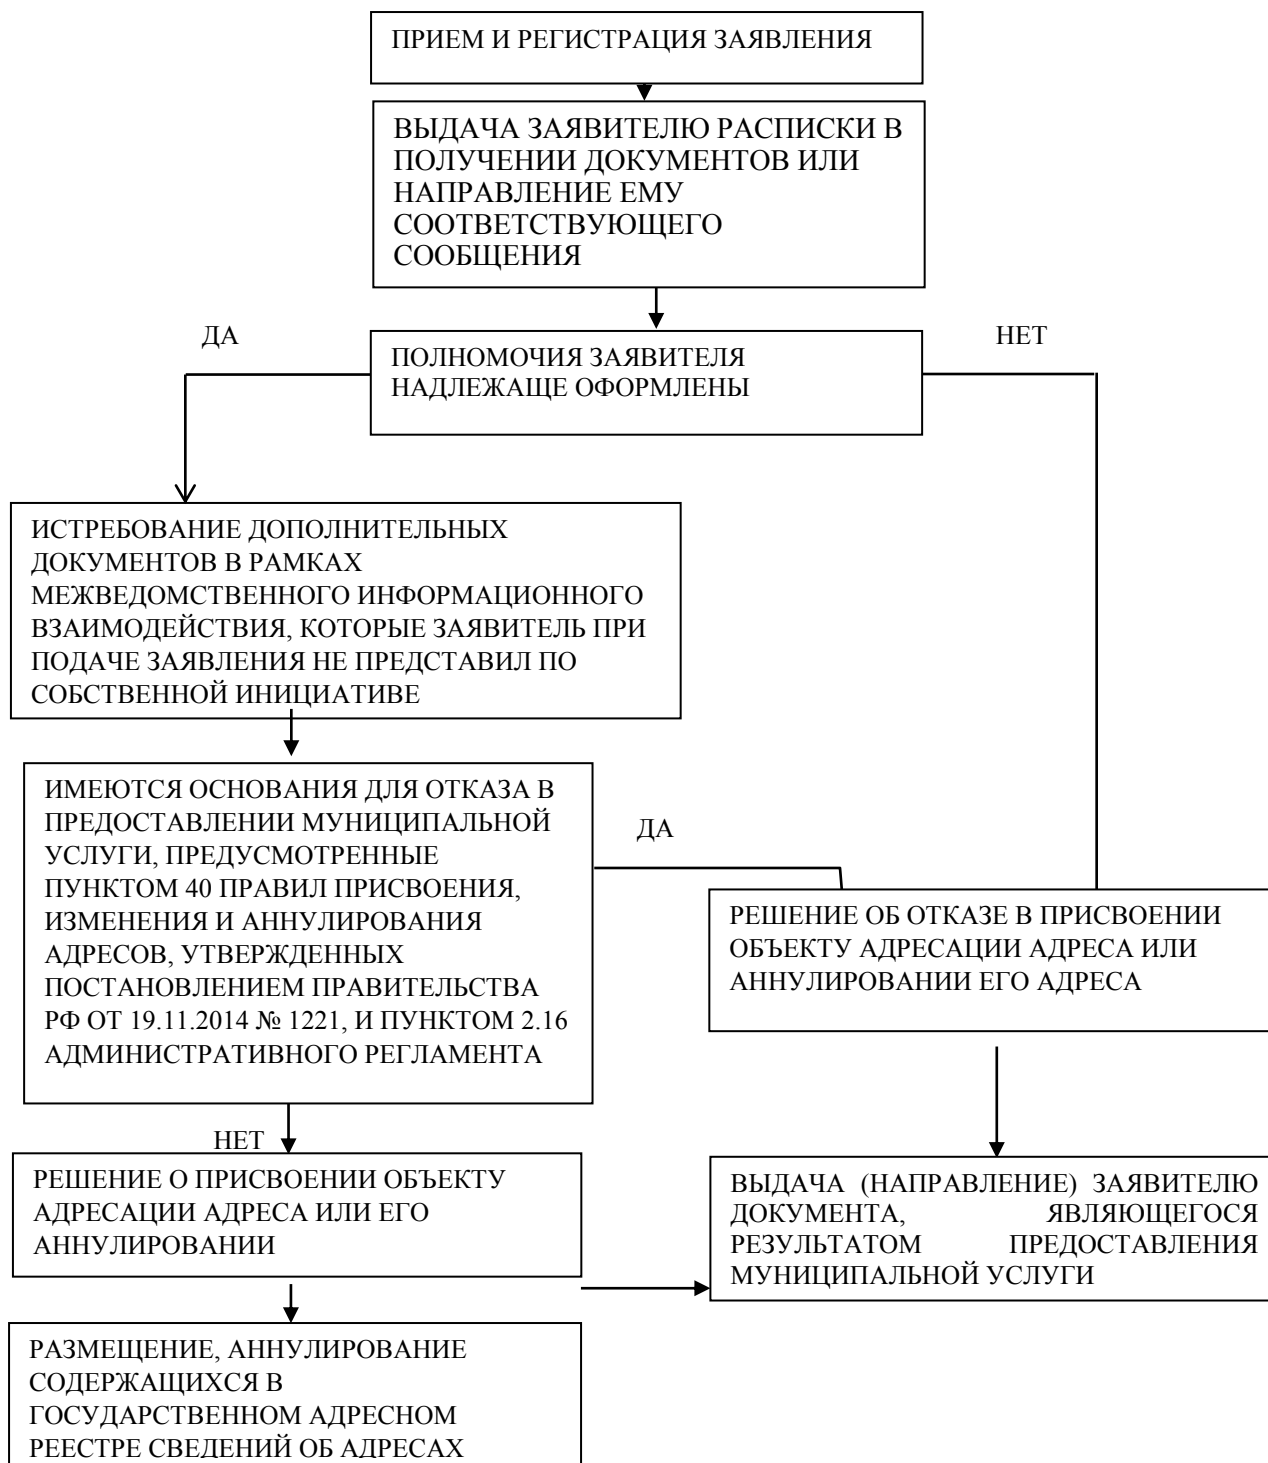 ПРИЕМ И РЕГИСТРАЦИЯ ЗАЯВЛЕНИЯ
ВЫДАЧА ЗАЯВИТЕЛЮ РАСПИСКИ В
ПОЛУЧЕНИИ ДОКУМЕНТОВ ИЛИ
НАПРАВЛЕНИЕ ЕМУ
СООТВЕТСТВУЮЩЕГО
СООБЩЕНИЯ
ДА
НЕТ
ПОЛНОМОЧИЯ ЗАЯВИТЕЛЯ
НАДЛЕЖАЩЕ ОФОРМЛЕНЫ
ИСТРЕБОВАНИЕ ДОПОЛНИТЕЛЬНЫХ
ДОКУМЕНТОВ В РАМКАХ
МЕЖВЕДОМСТВЕННОГО ИНФОРМАЦИОННОГО
ВЗАИМОДЕЙСТВИЯ, КОТОРЫЕ ЗАЯВИТЕЛЬ ПРИ
ПОДАЧЕ ЗАЯВЛЕНИЯ НЕ ПРЕДСТАВИЛ ПО
СОБСТВЕННОЙ ИНИЦИАТИВЕ
ИМЕЮТСЯ ОСНОВАНИЯ ДЛЯ ОТКАЗА В
ПРЕДОСТАВЛЕНИИ МУНИЦИПАЛЬНОЙ
УСЛУГИ, ПРЕДУСМОТРЕННЫЕ
ПУНКТОМ 40 ПРАВИЛ ПРИСВОЕНИЯ,
ИЗМЕНЕНИЯ И АННУЛИРОВАНИЯ
АДРЕСОВ, УТВЕРЖДЕННЫХ
ПОСТАНОВЛЕНИЕМ ПРАВИТЕЛЬСТВА
РФ ОТ 19.11.2014 № 1221, И ПУНКТОМ 2.16
АДМИНИСТРАТИВНОГО РЕГЛАМЕНТА
ДА
РЕШЕНИЕ ОБ ОТКАЗЕ В ПРИСВОЕНИИ
ОБЪЕКТУ АДРЕСАЦИИ АДРЕСА ИЛИ
АННУЛИРОВАНИИ ЕГО АДРЕСА
НЕТ
РЕШЕНИЕ О ПРИСВОЕНИИ ОБЪЕКТУ
АДРЕСАЦИИ АДРЕСА ИЛИ ЕГО
АННУЛИРОВАНИИ
ВЫДАЧА (НАПРАВЛЕНИЕ) ЗАЯВИТЕЛЮ
ДОКУМЕНТА, ЯВЛЯЮЩЕГОСЯ
РЕЗУЛЬТАТОМ ПРЕДОСТАВЛЕНИЯ
МУНИЦИПАЛЬНОЙ УСЛУГИ
РАЗМЕЩЕНИЕ, АННУЛИРОВАНИЕ
СОДЕРЖАЩИХСЯ В
ГОСУДАРСТВЕННОМ АДРЕСНОМ
РЕЕСТРЕ СВЕДЕНИЙ ОБ АДРЕСАХ